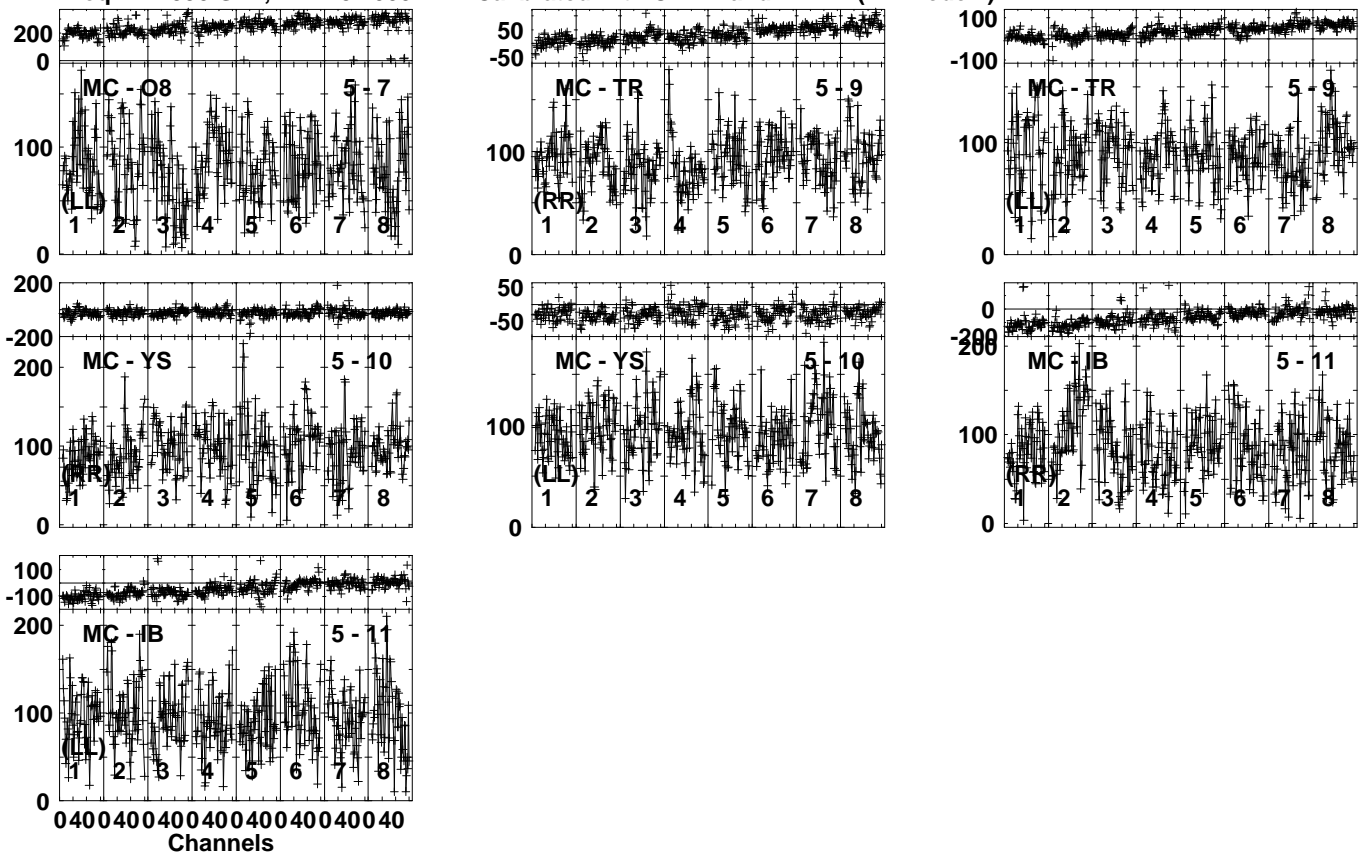 200
0
MC - O8 5 - 7
100
(LL)
1 2 3 4 5 6 7 8
0
50
-50
MC - TR 5 - 9
100
(RR)
1 2 3 4 5 6 7 8
0
100
-100
MC - TR 5 - 9
100
(LL)
1 2 3 4 5 6 7 8
0
200
-200
200
MC - YS 5 - 10
100
(RR)
1 2 3 4 5 6 7 8
0
50
-50
MC - YS 5 - 10
100
(LL)
1 2 3 4 5 6 7 8
0
0
-200
200
MC - IB 5 - 11
100
(RR)
1 2 3 4 5 6 7 8
0
100
-100
200
MC - IB 5 - 11
100
(LL)
1 2 3 4 5 6 7 8
0
0 40 0 40 0 40 0 40 0 40 0 40 0 40 0 40
Channels